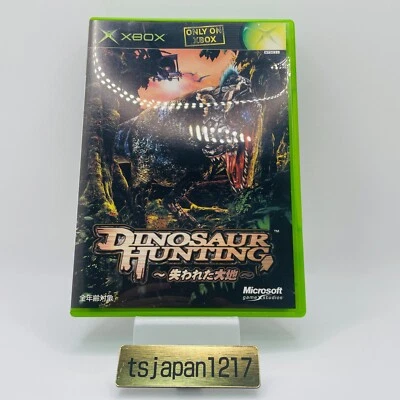 XBOX
ONLY ON
XBOX
DINOSAUR
HUNTING
TM
～失われた大地～
全年齢対象
Microsoft
game studios
tsjapan1217